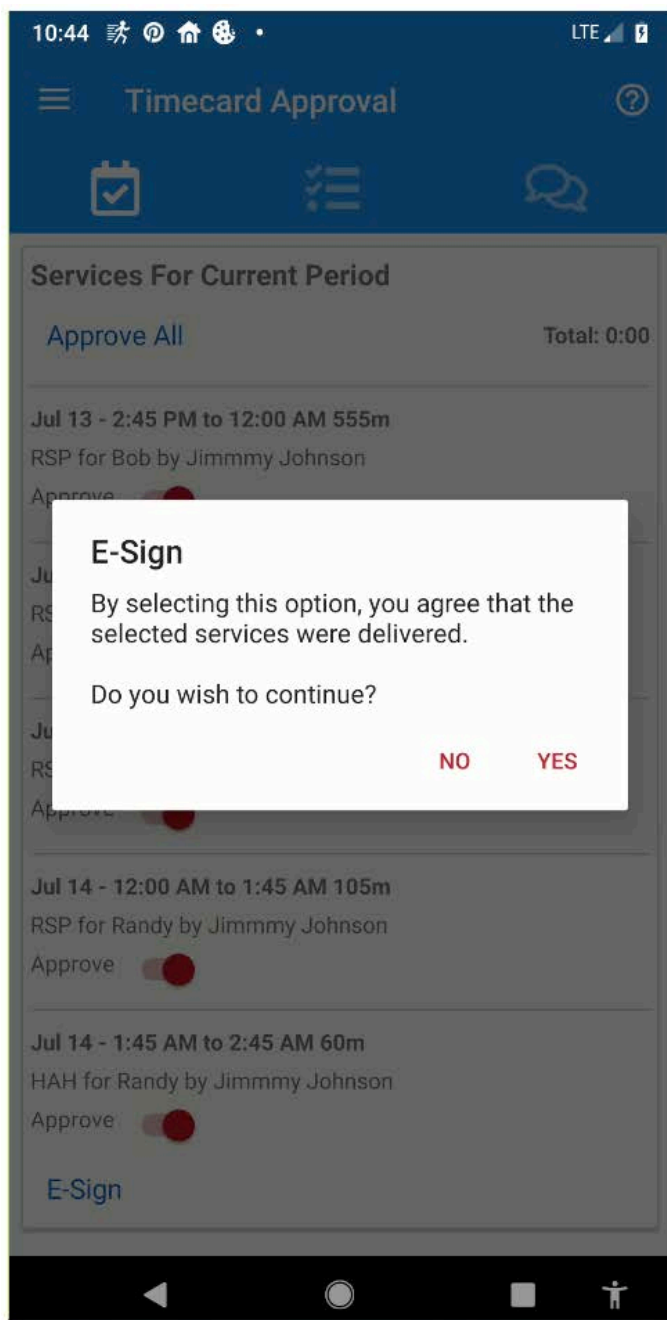 10:44
LTE
Timecard Approval
Services For Current Period
Approve All Total: 0:00
Jul 13 - 2:45 PM to 12:00 AM 555m
RSP for Bob by Jimmmy Johnson
Approve
E-Sign
By selecting this option, you agree that the
selected services were delivered.
Do you wish to continue?
NO YES
Approve
Jul 14 - 12:00 AM to 1:45 AM 105m
RSP for Randy by Jimmmy Johnson
Approve
Jul 14 - 1:45 AM to 2:45 AM 60m
HAH for Randy by Jimmmy Johnson
Approve
E-Sign